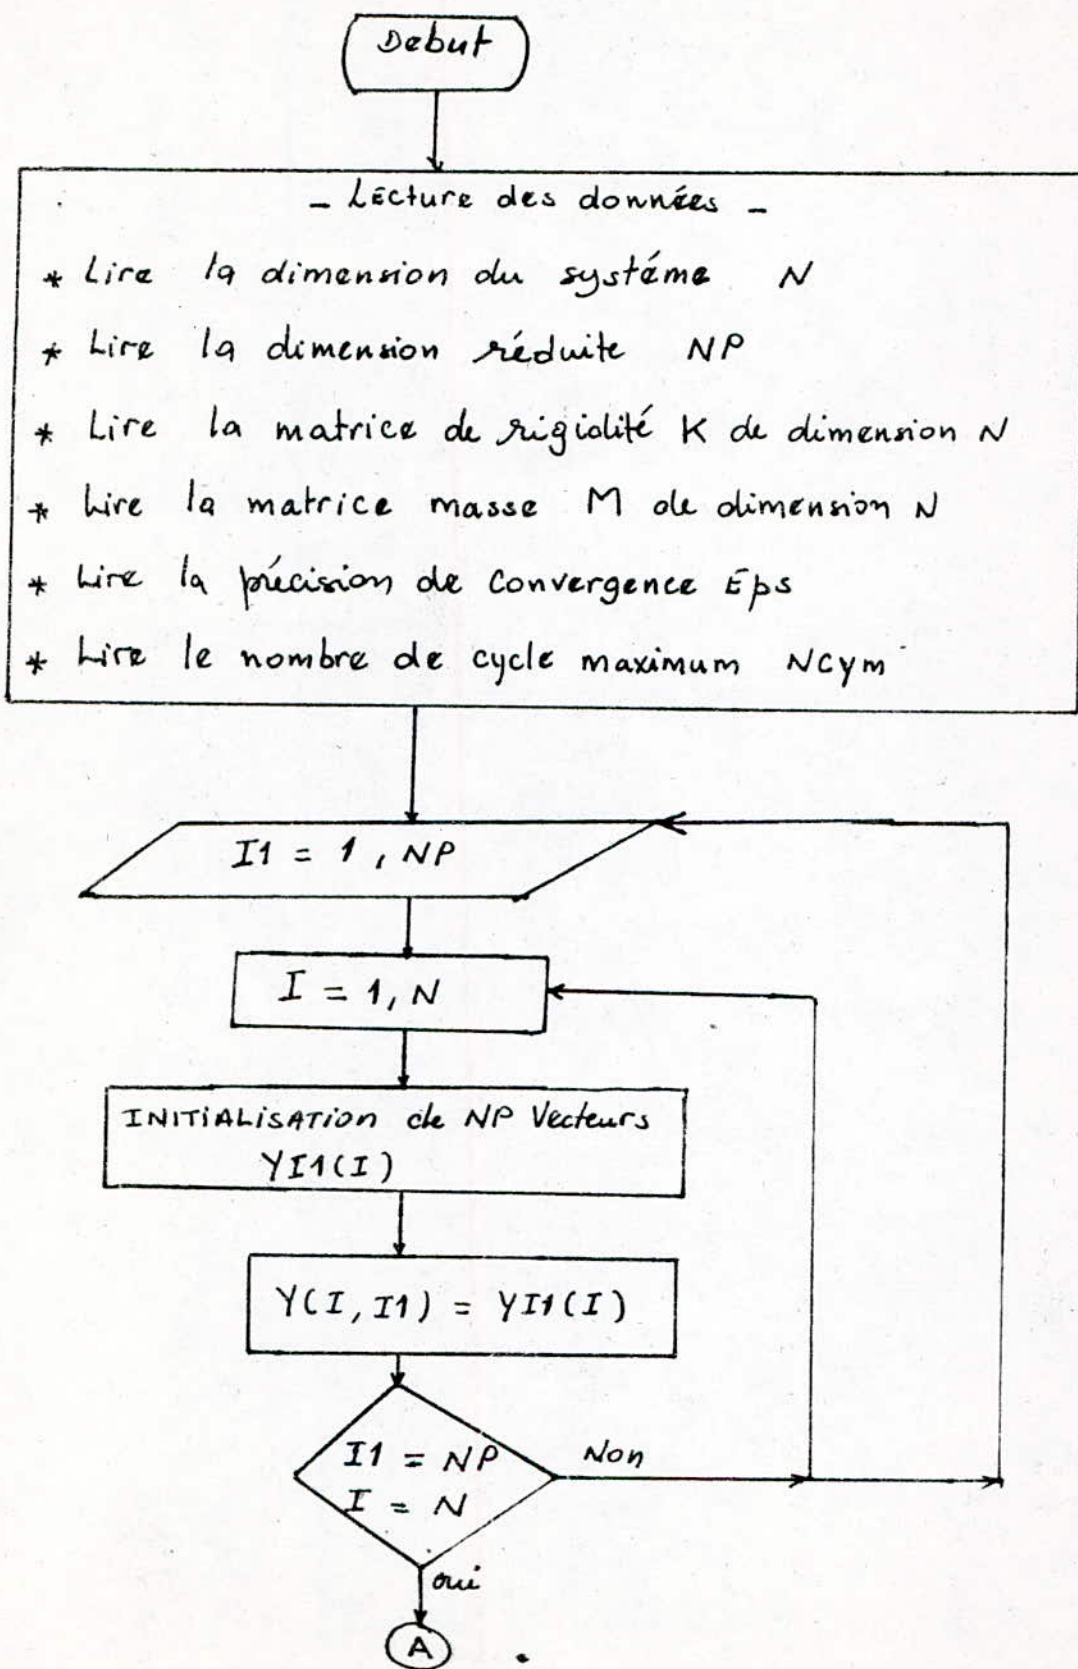 Debut
- Lecture des données -
* Lire la dimension du systéme N
* Lire la dimension réduite NP
* Lire la matrice de rigidité K de dimension N
* Lire la matrice masse M de dimension N
* Lire la précision de convergence Eps
* Lire le nombre de cycle maximum NCym
I1 = 1, NP
I = 1, N
INITIALISATION de NP Vecteurs
YI1(I)
Y(I, I1) = YI1(I)
I1 = NP
I = N
Non
oui
A